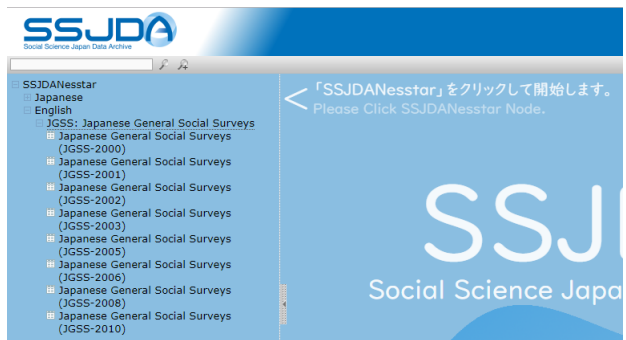 SSJDA
Social Science Japan Data Archive
SSJDANesstar
Japanese
English
JGSS: Japanese General Social Surveys
Japanese General Social Surveys
(JGSS-2000)
Japanese General Social Surveys
(JGSS-2001)
Japanese General Social Surveys
(JGSS-2002)
Japanese General Social Surveys
(JGSS-2003)
Japanese General Social Surveys
(JGSS-2005)
Japanese General Social Surveys
(JGSS-2006)
Japanese General Social Surveys
(JGSS-2008)
Japanese General Social Surveys
(JGSS-2010)
「SSJDANesstar」をクリックして開始します。
Please Click SSJDANesstar Node.
SSJ
Social Science Japa